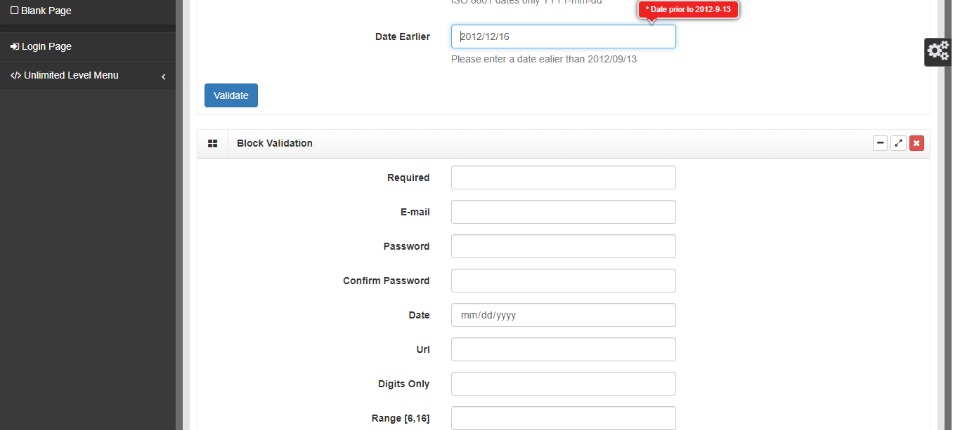 Blank Page
Login Page
</> Unlimited Level Menu
ISO 8601 dates only YYYY-mm-dd
* Date prior to 2012-9-13
Date Earlier
2012/12/16
Please enter a date ealier than 2012/09/13
Validate
Block Validation
Required
E-mail
Password
Confirm Password
Date
mm/dd/yyyy
Url
Digits Only
Range [6,16]